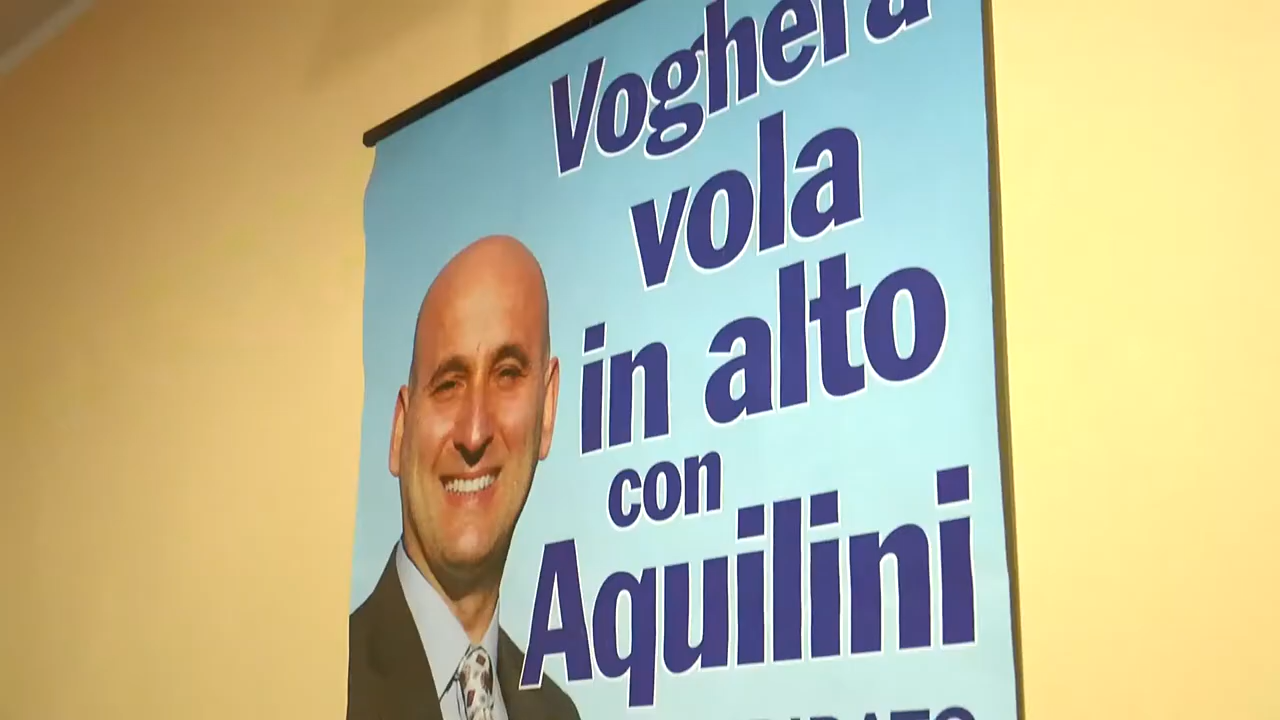 Voghera
vola
in alto
con
Aquilini